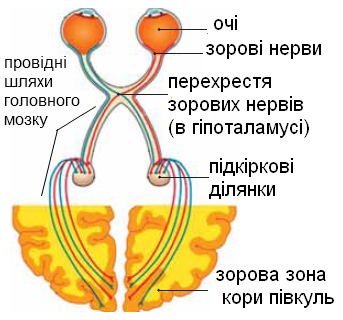 очі
зорові нерви
провідні
шляхи
головного
мозку
перехрестя
зорових нервів
(в гіпоталамусі)
підкіркові
ділянки
зорова зона
кори півкуль